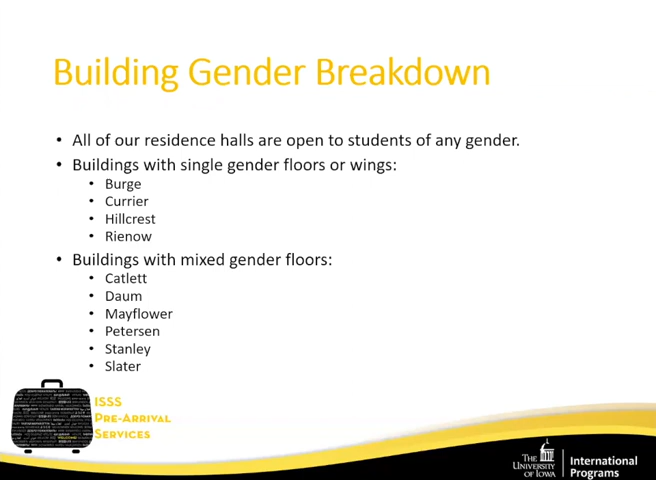 Building Gender Breakdown
• All of our residence halls are open to students of any gender.
• Buildings with single gender floors or wings:
• Burge
• Currier
• Hillcrest
• Rienow
• Buildings with mixed gender floors:
• Catlett
• Daum
• Mayflower
• Petersen
• Stanley
• Slater
ISSS
PRE-ARRIVAL
SERVICES
THE
UNIVERSITY
OF IOWA
International
Programs